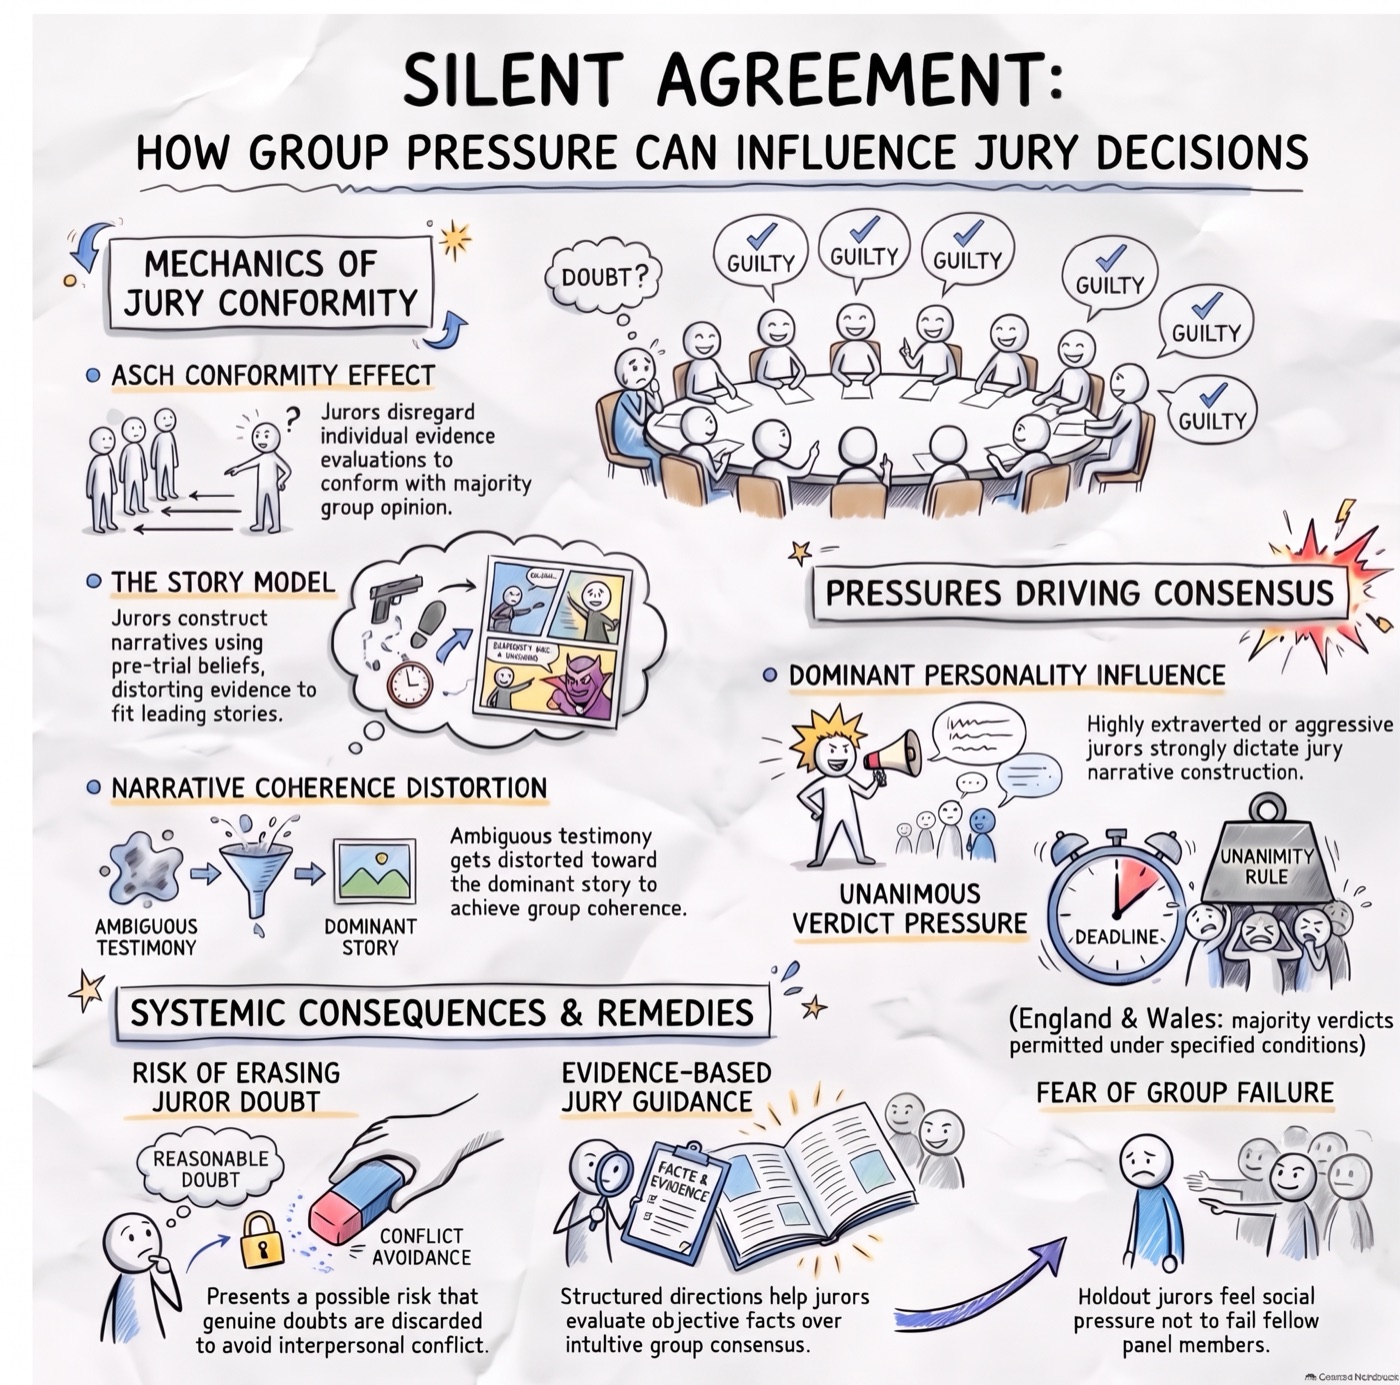 SILENT AGREEMENT:
HOW GROUP PRESSURE CAN INFLUENCE JURY DECISIONS
MECHANICS OF
JURY CONFORMITY
DOUBT?
GUILTY
GUILTY
GUILTY
GUILTY
GUILTY
GUILTY
ASCH CONFORMITY EFFECT
?
Jurors disregard
individual evidence
evaluations to
conform with majority
group opinion.
THE STORY MODEL
Jurors construct
narratives using
pre-trial beliefs,
distorting evidence to
fit leading stories.
NARRATIVE COHERENCE DISTORTION
AMBIGUOUS
TESTIMONY
DOMINANT
STORY
Ambiguous testimony
gets distorted toward
the dominant story to
achieve group coherence.
PRESSURES DRIVING CONSENSUS
DOMINANT PERSONALITY INFLUENCE
Highly extraverted or aggressive
jurors strongly dictate jury
narrative construction.
UNANIMOUS
VERDICT PRESSURE
DEADLINE
UNANIMITY
RULE
(England & Wales: majority verdicts
permitted under specified conditions)
FEAR OF GROUP FAILURE
Holdout jurors feel social
pressure not to fail fellow
panel members.
SYSTEMIC CONSEQUENCES & REMEDIES
RISK OF ERASING
JUROR DOUBT
REASONABLE
DOUBT
CONFLICT
AVOIDANCE
Presents a possible risk that
genuine doubts are discarded
to avoid interpersonal conflict.
EVIDENCE-BASED
JURY GUIDANCE
FACTE &
Structured directions help jurors
evaluate objective facts over
intuitive group consensus.